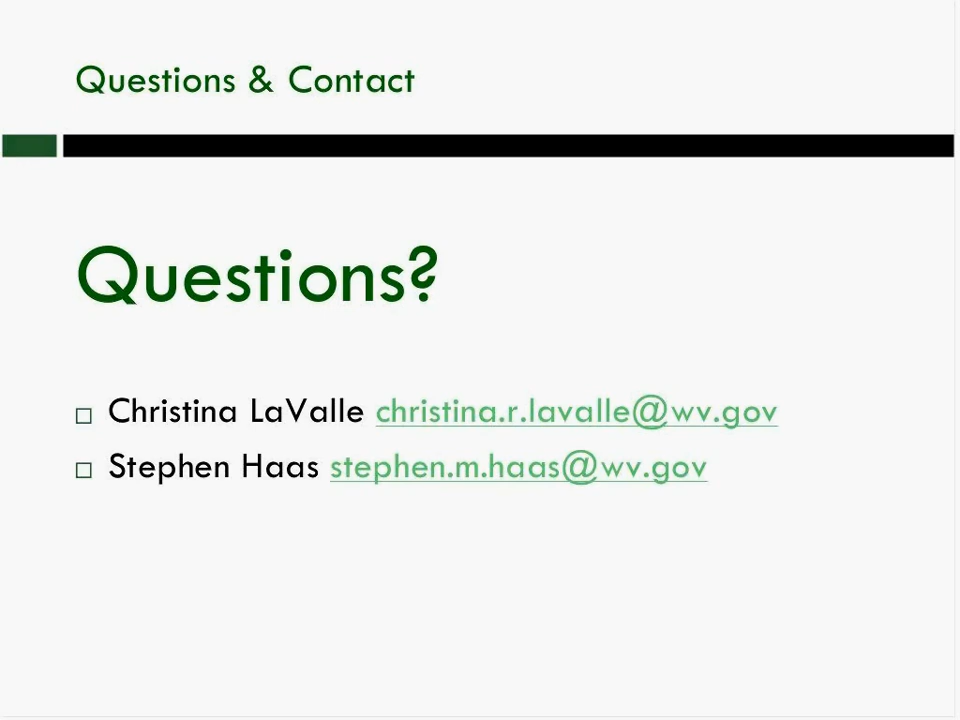 Questions & Contact
Questions?
Christina LaValle christina.r.lavalle@wv.gov
Stephen Haas stephen.m.haas@wv.gov